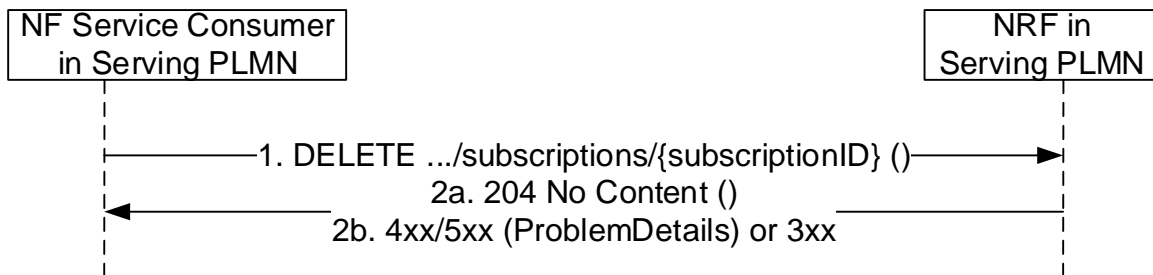 NF Service Consumer
in Serving PLMN
NRF in
Serving PLMN
1. DELETE .../subscriptions/{subscriptionID} ()
2a. 204 No Content ()
2b. 4xx/5xx (ProblemDetails) or 3xx